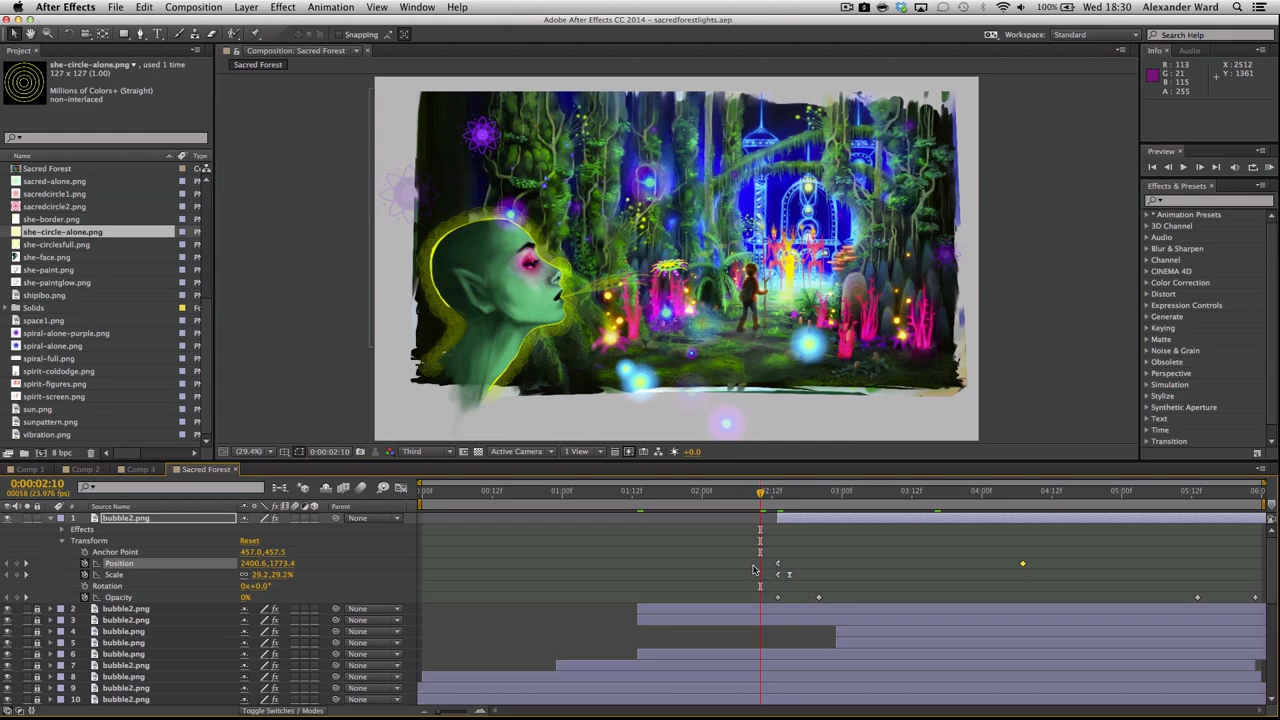 After Effects File Edit Composition Layer Effect Animation View Window Help 100% Wed 18:30 Alexander Ward
Adobe After Effects CC 2014 - sacredforestlights.aep
Snapping Workspace: Standard Search Help
Project Composition: Sacred Forest Info Audio
Sacred Forest
she-circle-alone.png , used 1 time
127 x 127 (1.00)
Millions of Colors+ (Straight)
non-interlaced
R : 113
G : 21
B : 115
A : 255
X : 2512
Y : 1361
Preview
Effects & Presets
* Animation Presets
3D Channel
Audio
Blur & Sharpen
Channel
CINEMA 4D
Color Correction
Distort
Expression Controls
Generate
Keying
Matte
Noise & Grain
Obsolete
Perspective
Simulation
Stylize
Synthetic Aperture
Text
Time
Transition
Name Type
Sacred Forest
sacred-alone.png
sacredcircle1.png
sacredcircle2.png
she-border.png
she-circle-alone.png
she-circlesfull.png
she-face.png
she-paint.png
she-paintglow.png
shipibo.png
Solids
space1.png
spiral-alone-purple.png
spiral-alone.png
spiral-full.png
spirit-coldodge.png
spirit-figures.png
spirit-screen.png
sun.png
sunpattern.png
vibration.png
8 bpc
(29.4%) 0:00:02:10 Third Active Camera 1 View +0.0
Comp 1 Comp 2 Comp 3 Sacred Forest
0:00:02:10
00058 (23.976 fps)
:00f 00:12f 01:00f 01:12f 02:00f 02:12f 03:00f 03:12f 04:00f 04:12f 05:00f 05:12f 06:0
# Source Name Parent
1 bubble2.png None
Effects
Transform Reset
Anchor Point 457.0,457.5
Position 2400.6,1773.4
Scale 29.2,29.2%
Rotation 0x+0.0°
Opacity 0%
2 bubble2.png None
3 bubble2.png None
4 bubble.png None
5 bubble.png None
6 bubble2.png None
7 bubble2.png None
8 bubble.png None
9 bubble2.png None
10 bubble2.png None
Toggle Switches / Modes